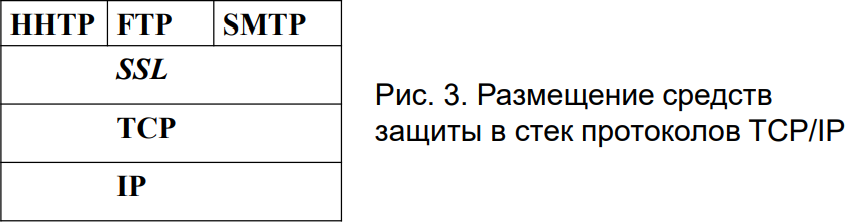 HHTP FTP SMTP
SSL
TCP
IP
Рис. 3. Размещение средств
защиты в стек протоколов TCP/IP